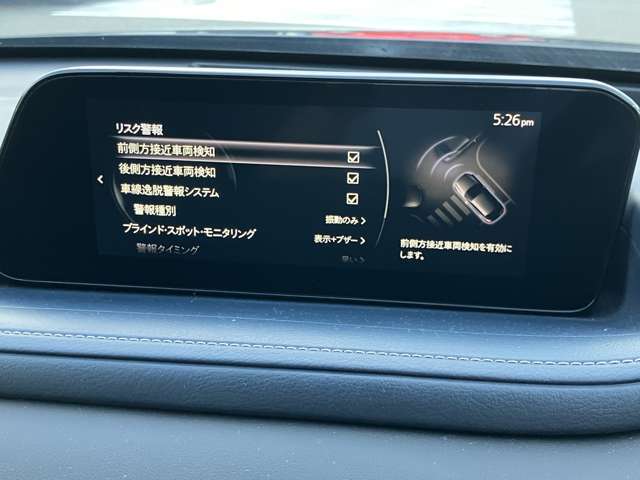 5:26pm
リスク警報
前側方接近車両検知
後側方接近車両検知
車線逸脱警報システム
警報種別 振動のみ
ブラインド・スポット・モニタリング 表示+ブザー
警報タイミング 早い
前側方接近車両検知を有効に
します。